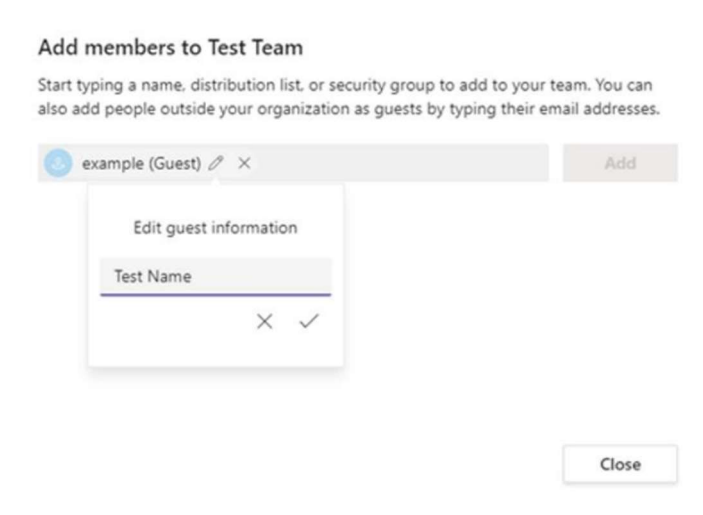 Add members to Test Team
Start typing a name, distribution list, or security group to add to your team. You can
also add people outside your organization as guests by typing their email addresses.
example (Guest)
Add
Edit guest information
Test Name
Close